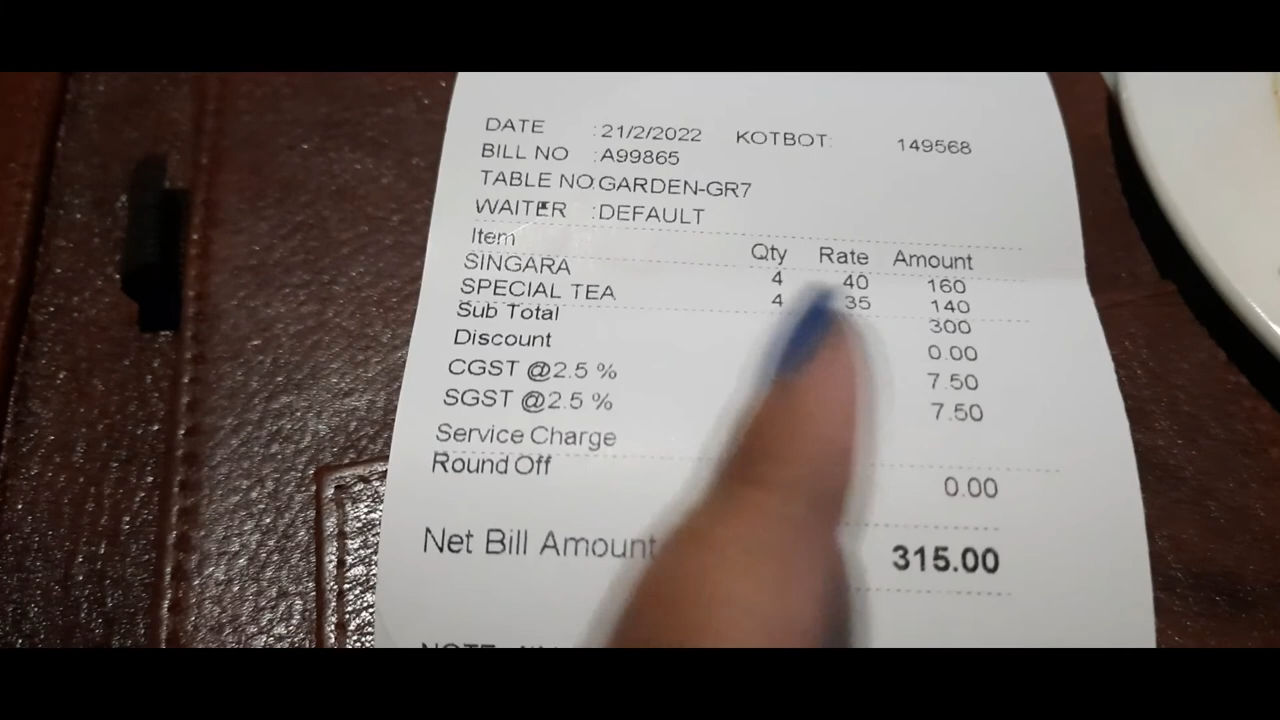 DATE : 21/2/2022 KOTBOT: 149568
BILL NO : A99865
TABLE NO: GARDEN-GR7
WAITER : DEFAULT
Item Qty Rate Amount
SINGARA 4 40 160
SPECIAL TEA 4 35 140
Sub Total 300
Discount 0.00
CGST @2.5 % 7.50
SGST @2.5 % 7.50
Service Charge
Round Off 0.00
Net Bill Amount 315.00